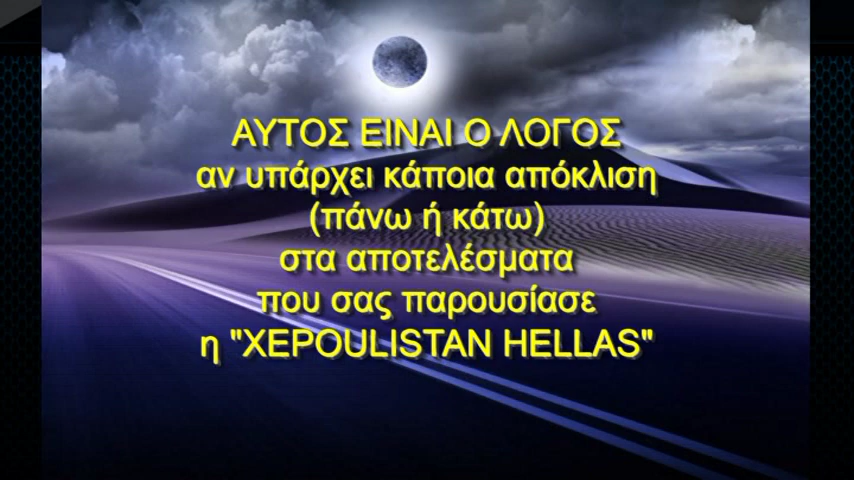 ΑΥΤΟΣ ΕΙΝΑΙ Ο ΛΟΓΟΣ
αν υπάρχει κάποια απόκλιση
(πάνω ή κάτω)
στα αποτελέσματα
που σας παρουσίασε
η "XEPOULISTAN HELLAS"